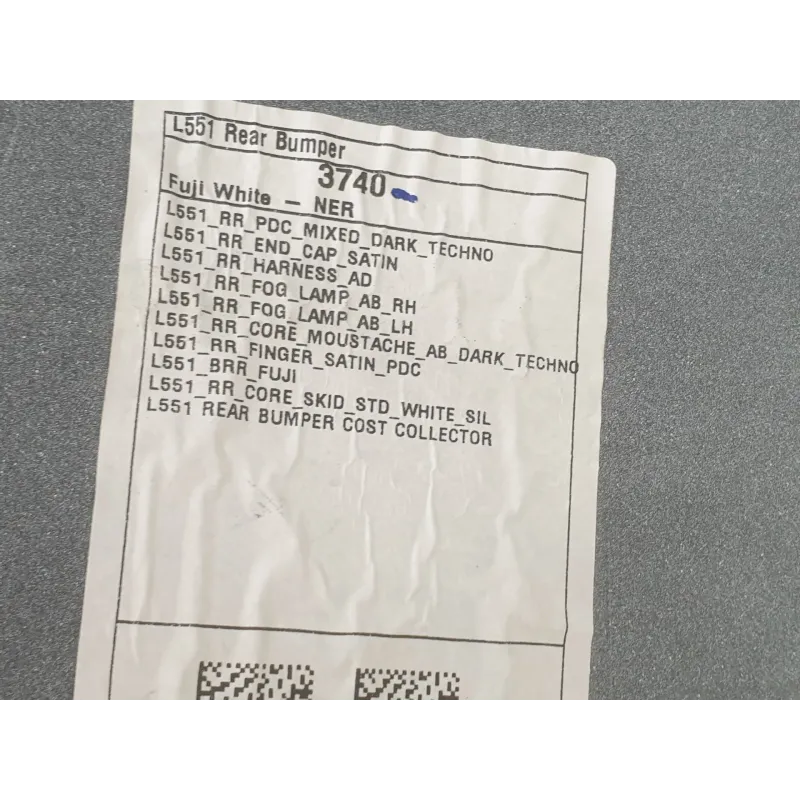 L551 Rear Bumper
3740
Fuji White - NER
L551_RR_PDC_MIXED_DARK_TECHNO
L551_RR_END_CAP_SATIN
L551_RR_HARNESS_AD
L551_RR_FOG_LAMP_AB_RH
L551_RR_FOG_LAMP_AB_LH
L551_RR_CORE_MOUSTACHE_AB_DARK_TECHNO
L551_RR_FINGER_SATIN_PDC
L551_BRR_FUJI
L551_RR_CORE_SKID_STD_WHITE_SIL
L551 REAR BUMPER COST COLLECTOR